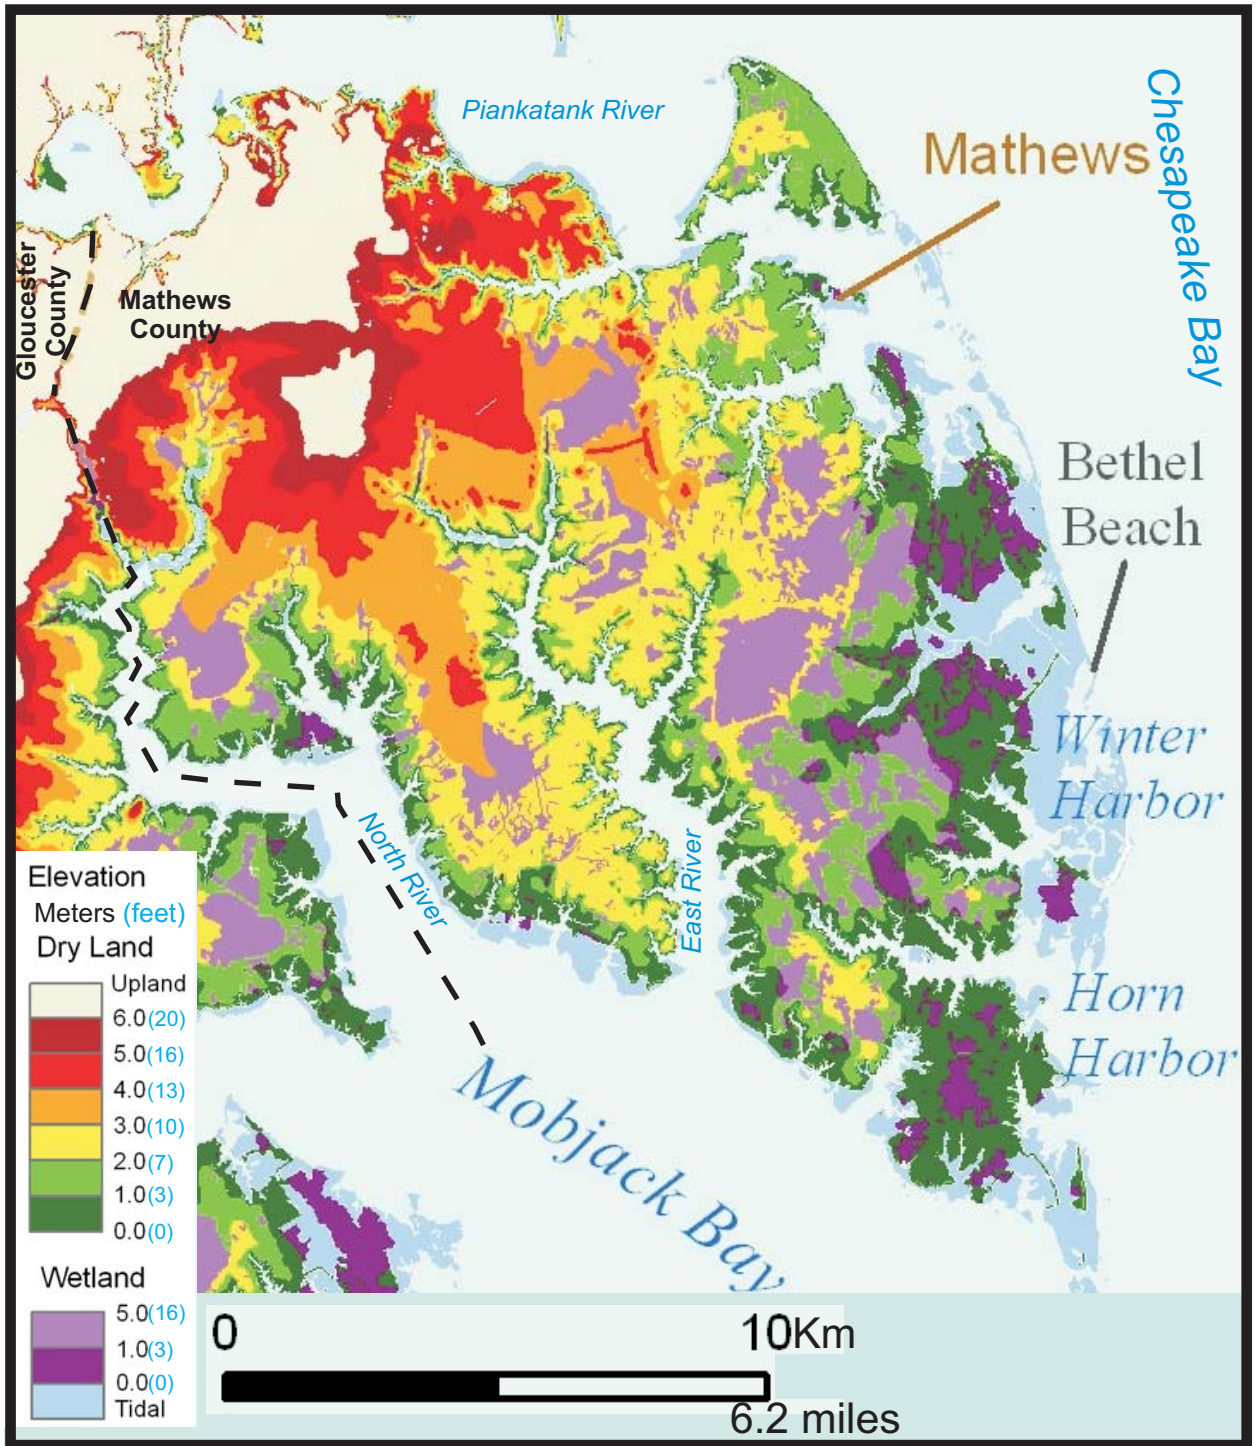 Piankatank River
Chesapeake Bay
Mathews
Gloucester
County
Mathews
County
Bethel
Beach
Winter
Harbor
North River
East River
Horn
Harbor
Mobjack Bay
Elevation
Meters (feet)
Dry Land
Upland
6.0(20)
5.0(16)
4.0(13)
3.0(10)
2.0(7)
1.0(3)
0.0(0)
Wetland
5.0(16)
1.0(3)
0.0(0)
Tidal
0 10Km
6.2 miles